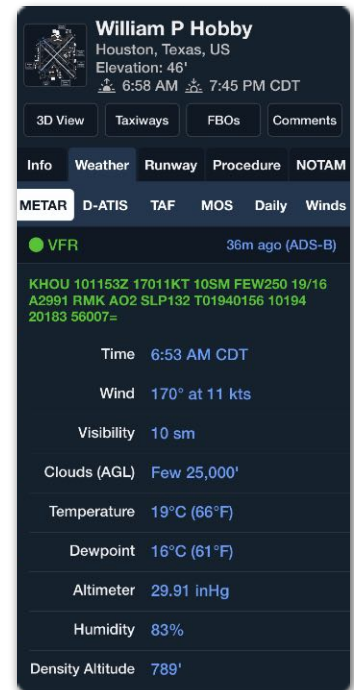 William P Hobby
Houston, Texas, US
Elevation: 46'
6:58 AM 7:45 PM CDT
3D View Taxiways FBOs Comments
Info Weather Runway Procedure NOTAM
METAR D-ATIS TAF MOS Daily Winds
VFR 36m ago (ADS-B)
KHOU 101153Z 17011KT 10SM FEW250 19/16
A2991 RMK AO2 SLP132 T01940156 10194
20183 56007=
Time 6:53 AM CDT
Wind 170° at 11 kts
Visibility 10 sm
Clouds (AGL) Few 25,000'
Temperature 19°C (66°F)
Dewpoint 16°C (61°F)
Altimeter 29.91 inHg
Humidity 83%
Density Altitude 789'